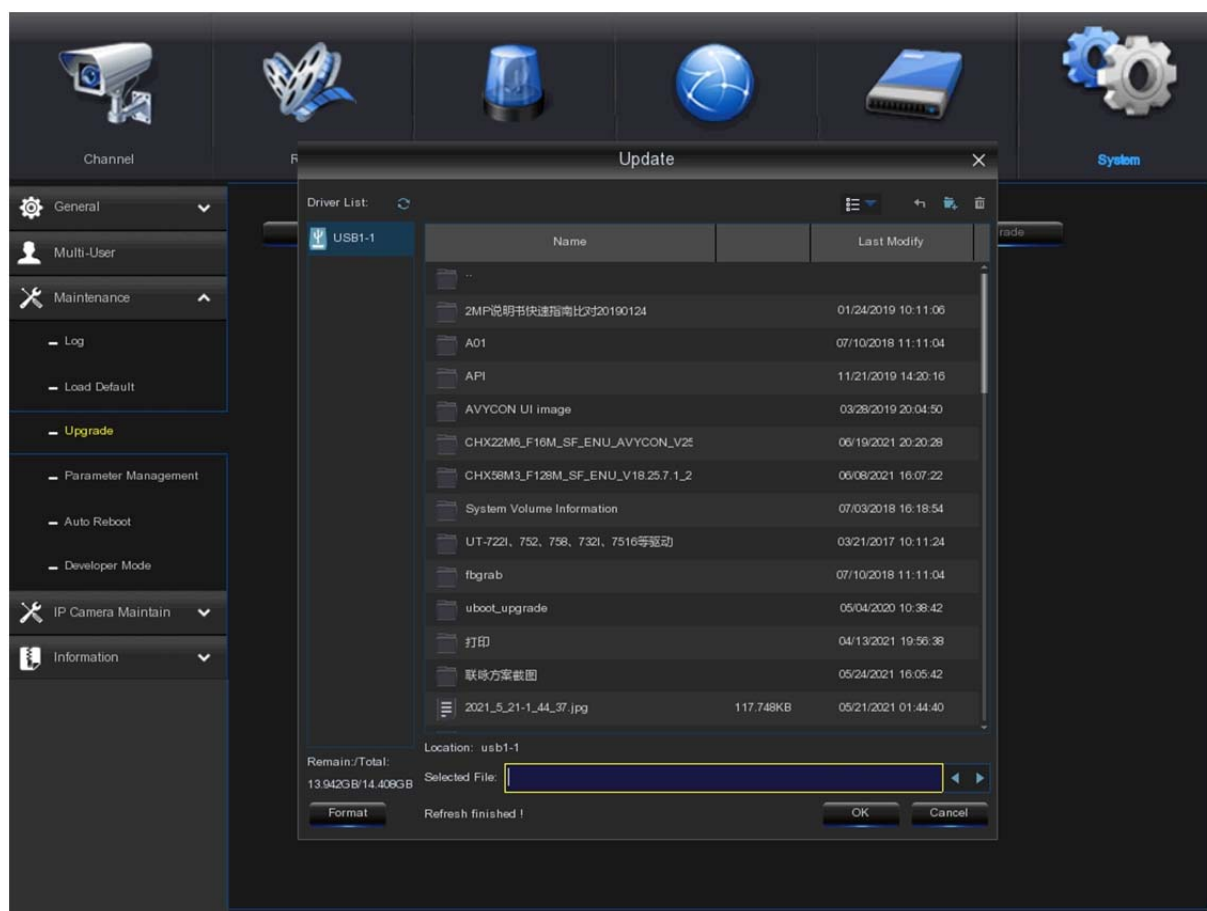 Channel
R
System
Update
General
Multi-User
Maintenance
Log
Load Default
Upgrade
Parameter Management
Auto Reboot
Developer Mode
IP Camera Maintain
Information
Driver List:
USB1-1
rade
Name
Last Modify
..
2MP说明书快速指南比对20190124
01/24/2019 10:11:06
A01
07/10/2018 11:11:04
API
11/21/2019 14:20:16
AVYCON UI image
03/28/2019 20:04:50
CHX22M6_F16M_SF_ENU_AVYCON_V25
06/19/2021 20:20:28
CHX58M3_F128M_SF_ENU_V18.25.7.1_2
06/08/2021 16:07:22
System Volume Information
07/03/2018 16:18:54
UT-722I、752、758、732I、7516等驱动
03/21/2017 10:11:24
fbgrab
07/10/2018 11:11:04
uboot_upgrade
05/04/2020 10:38:42
打印
04/13/2021 19:56:38
联咏方案截图
05/24/2021 16:05:42
2021_5_21-1_44_37.jpg
117.748KB
05/21/2021 01:44:40
Location: usb1-1
Remain:/Total:
13.942GB/14.408GB
Selected File:
Format
Refresh finished !
OK
Cancel